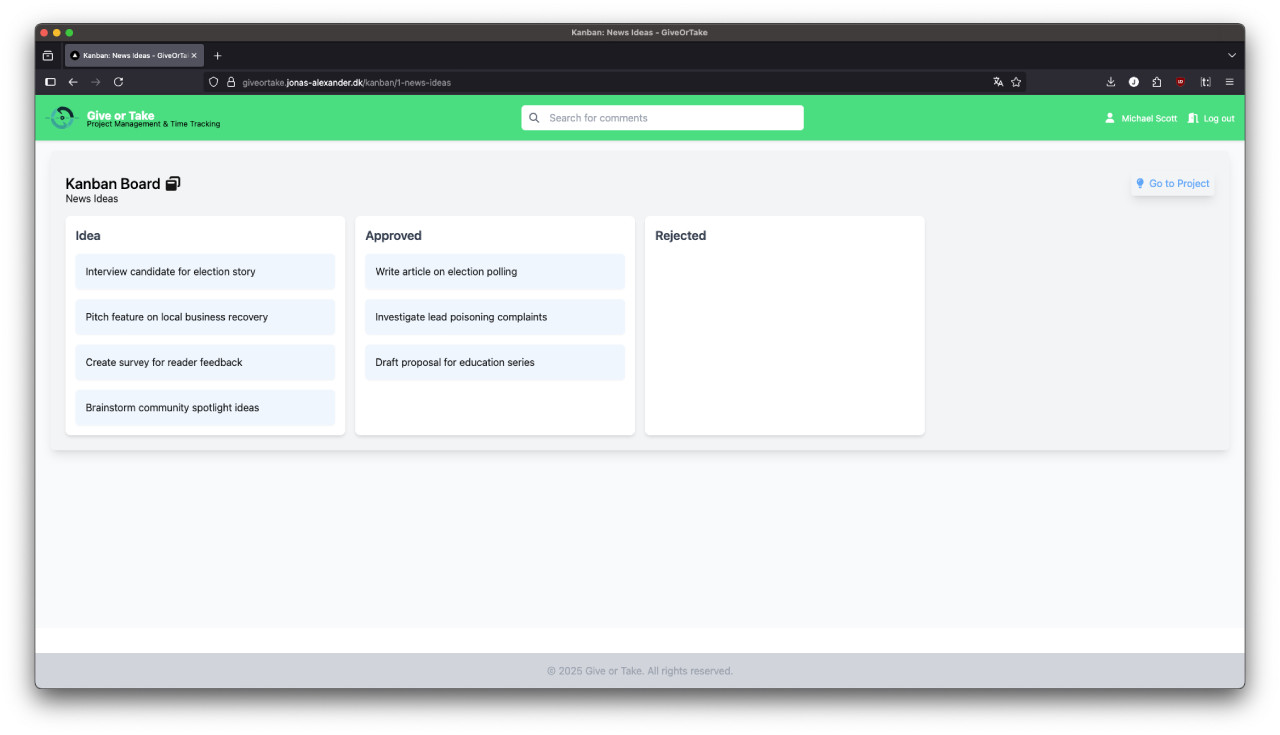 Kanban: News Ideas - GiveOrTake
Kanban: News Ideas - GiveOrTa
giveortake.jonas-alexander.dk/kanban/1-news-ideas
Give or Take
Project Management & Time Tracking
Search for comments
Michael Scott
Log out
Kanban Board
News Ideas
Go to Project
Idea
Interview candidate for election story
Pitch feature on local business recovery
Create survey for reader feedback
Brainstorm community spotlight ideas
Approved
Write article on election polling
Investigate lead poisoning complaints
Draft proposal for education series
Rejected
© 2025 Give or Take. All rights reserved.